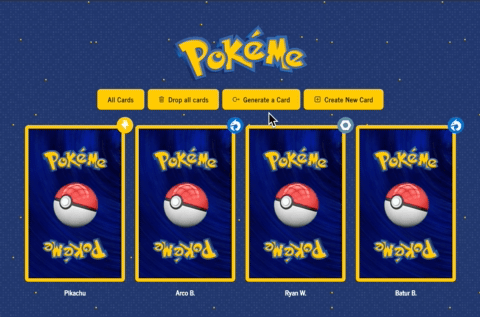 PoKéMe
All Cards Drop all cards Generate a Card Create New Card
PoKéMe PoKéMe PoKéMe PoKéMe
PoKéMe PoKéMe PoKéMe PoKéMe
Pikachu Arco B. Ryan W. Batur B.